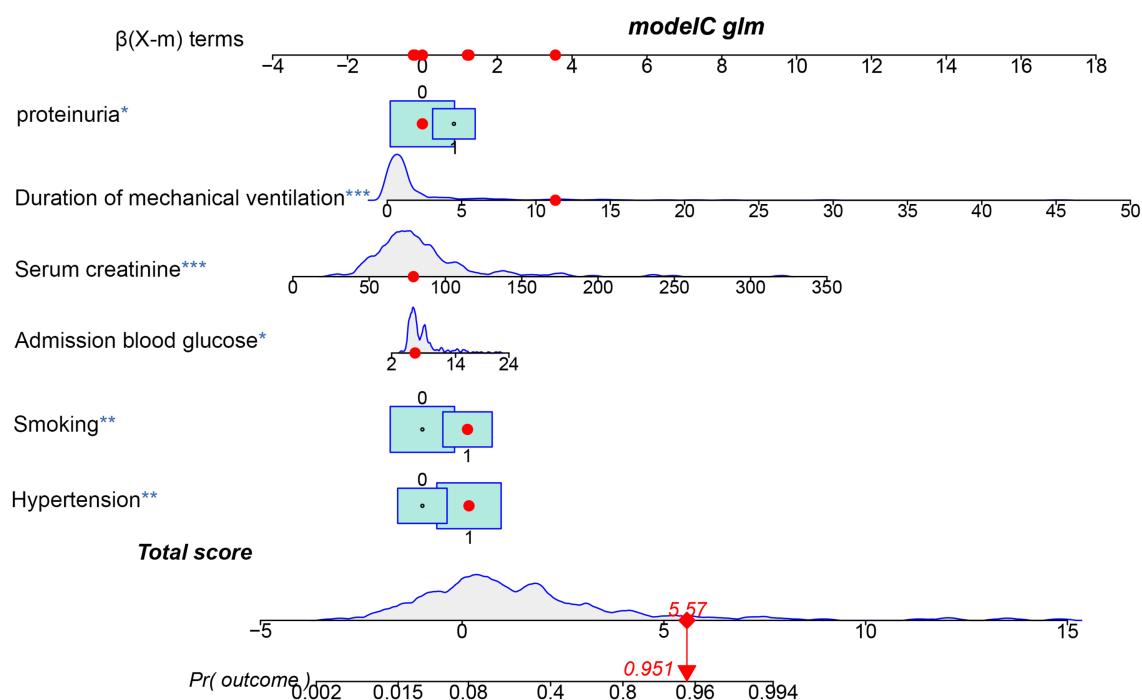 modelC glm
β(X-m) terms
−4 −2 0 2 4 6 8 10 12 14 16 18
0
proteinuria*
1
Duration of mechanical ventilation***
0 5 10 15 20 25 30 35 40 45 50
Serum creatinine***
0 50 100 150 200 250 300 350
Admission blood glucose*
2 14 24
0
Smoking**
1
0
Hypertension**
1
Total score
5.57
−5 0 5 10 15
0.951
Pr( outcome )
0.002 0.015 0.08 0.4 0.8 0.96 0.994